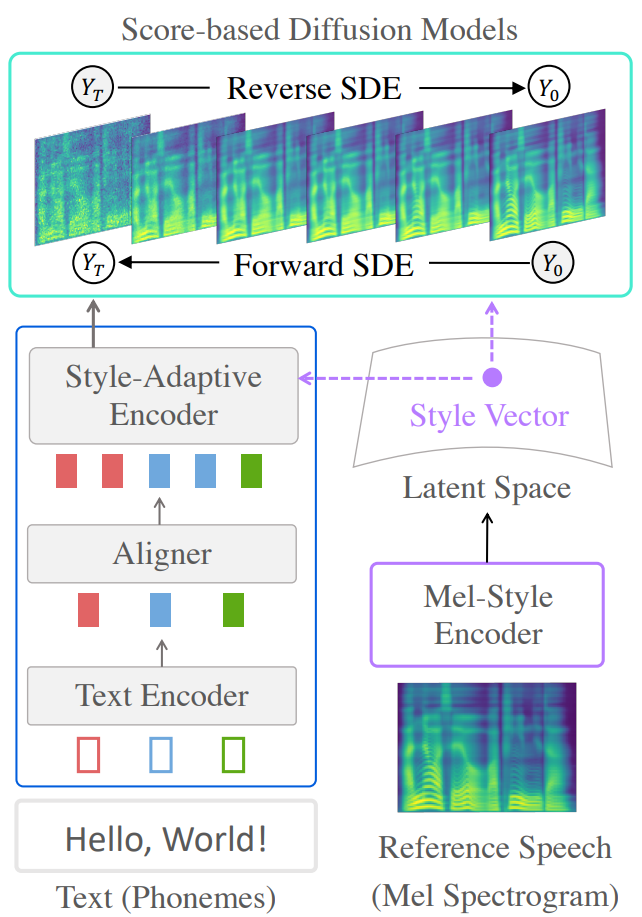 Score-based Diffusion Models
Y_T Reverse SDE Y_0
Y_T Forward SDE Y_0
Style-Adaptive
Encoder
Style Vector
Latent Space
Aligner
Mel-Style
Encoder
Text Encoder
Hello, World!
Text (Phonemes)
Reference Speech
(Mel Spectrogram)